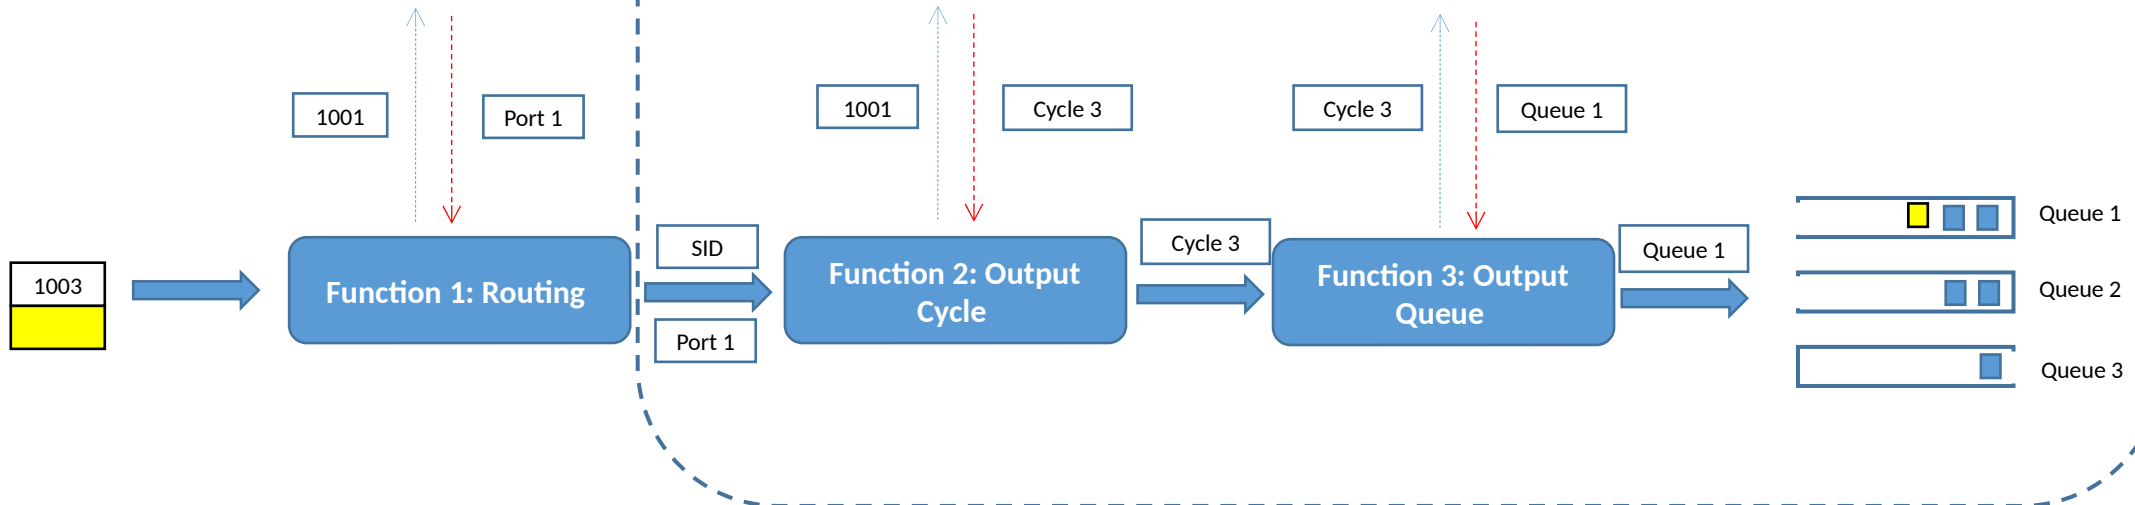 1001
Port 1
1001
Cycle 3
Cycle 3
Queue 1
1003
Function 1: Routing
SID
Port 1
Function 2: Output
Cycle
Cycle 3
Function 3: Output
Queue
Queue 1
Queue 1
Queue 2
Queue 3